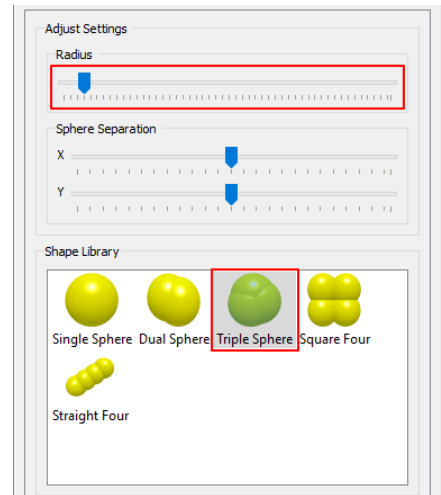 Adjust Settings
Radius
Sphere Separation
X
Y
Shape Library
Single Sphere Dual Sphere Triple Sphere Square Four
Straight Four